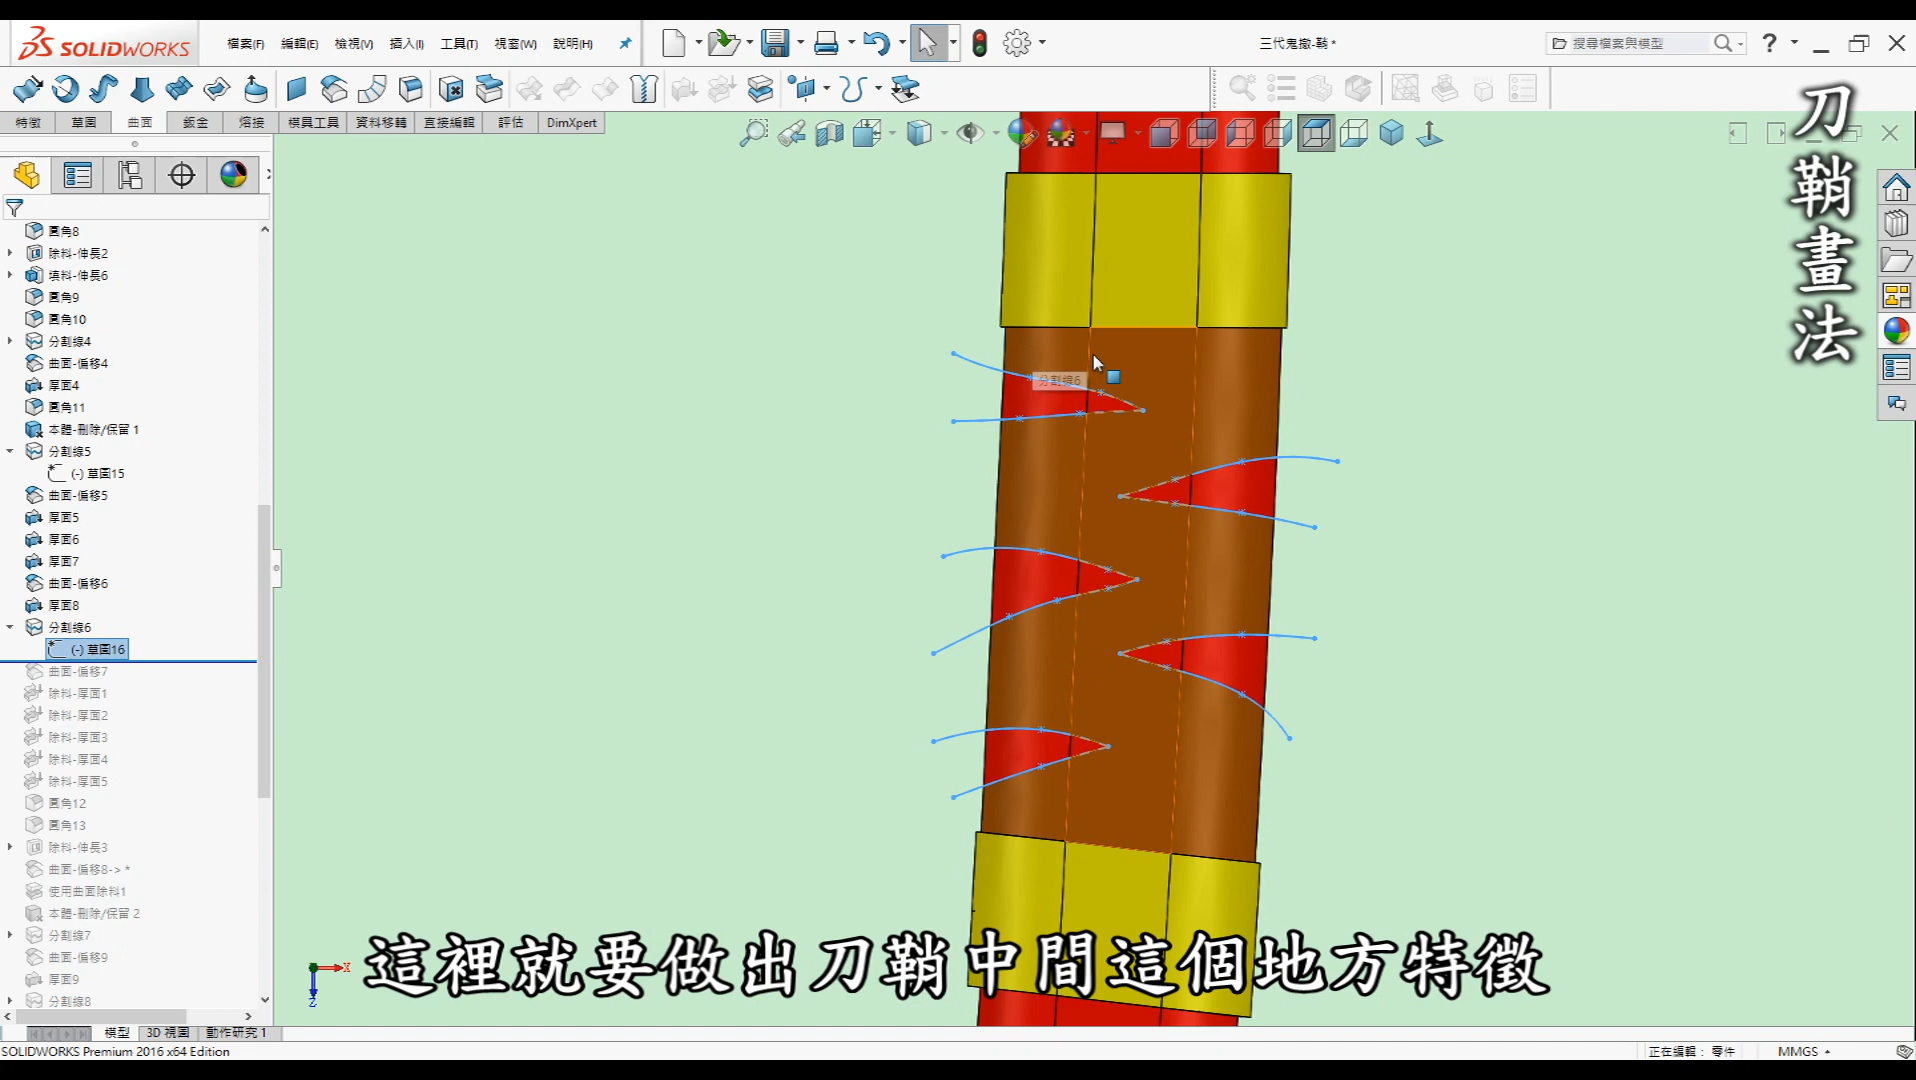 SOLIDWORKS
檔案(F) 編輯(E) 檢視(V) 插入(I) 工具(T) 視窗(W) 說明(H)
三代鬼撤-鞘 *
搜尋檔案與模型
特徵 草圖 曲面 鈑金 熔接 模具工具 資料移轉 直接編輯 評估 DimXpert
圓角8
除料-伸長2
填料-伸長6
圓角9
圓角10
分割線4
曲面-偏移4
厚面4
圓角11
本體-刪除/保留 1
分割線5
(-) 草圖15
曲面-偏移5
厚面5
厚面6
厚面7
曲面-偏移6
厚面8
分割線6
(-) 草圖16
曲面-偏移7
除料-厚面1
除料-厚面2
除料-厚面3
除料-厚面4
除料-厚面5
圓角12
圓角13
除料-伸長3
曲面-偏移8-> *
使用曲面除料1
本體-刪除/保留 2
分割線7
曲面-偏移9
厚面9
分割線8
分割線6
刀鞘畫法
X
Z
這裡就要做出刀鞘中間這個地方特徵
模型 3D 視圖 動作研究 1
SOLIDWORKS Premium 2016 x64 Edition
正在編輯： 零件
MMGS